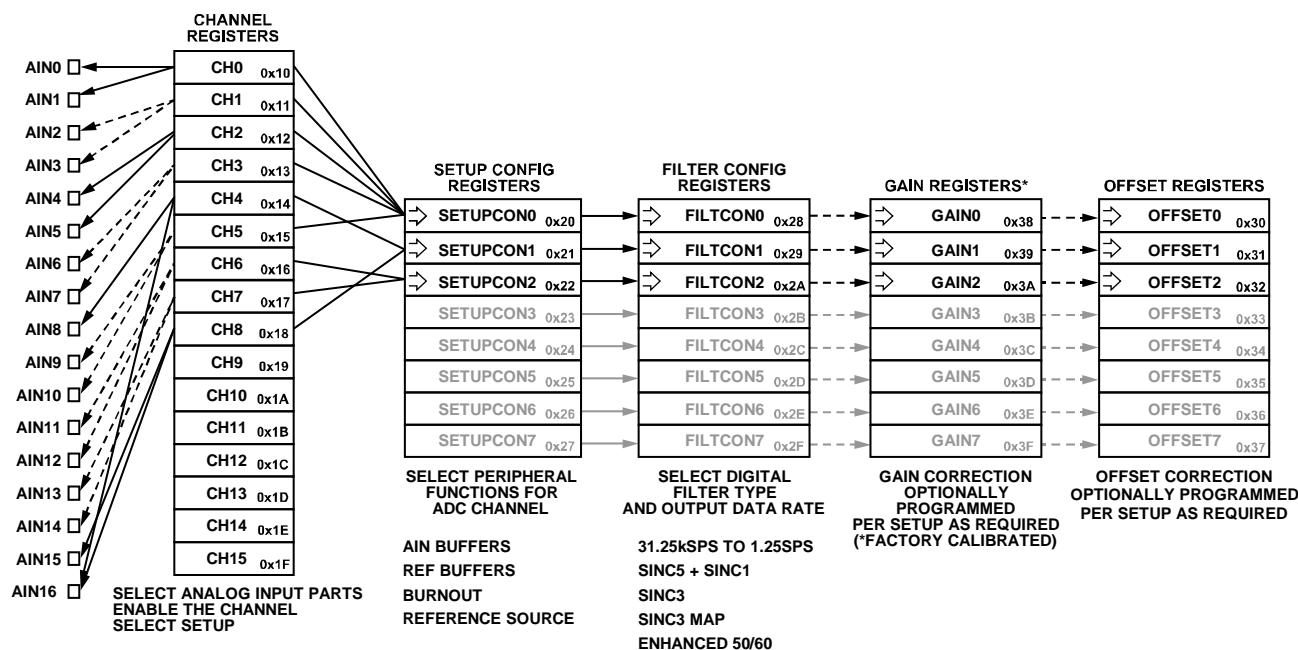 CHANNEL
REGISTERS
AIN0
AIN1
AIN2
AIN3
AIN4
AIN5
AIN6
AIN7
AIN8
AIN9
AIN10
AIN11
AIN12
AIN13
AIN14
AIN15
AIN16
CH0 0x10
CH1 0x11
CH2 0x12
CH3 0x13
CH4 0x14
CH5 0x15
CH6 0x16
CH7 0x17
CH8 0x18
CH9 0x19
CH10 0x1A
CH11 0x1B
CH12 0x1C
CH13 0x1D
CH14 0x1E
CH15 0x1F
SELECT ANALOG INPUT PARTS
ENABLE THE CHANNEL
SELECT SETUP
SETUP CONFIG
REGISTERS
SETUPCON0 0x20
SETUPCON1 0x21
SETUPCON2 0x22
SETUPCON3 0x23
SETUPCON4 0x24
SETUPCON5 0x25
SETUPCON6 0x26
SETUPCON7 0x27
SELECT PERIPHERAL
FUNCTIONS FOR
ADC CHANNEL
AIN BUFFERS
REF BUFFERS
BURNOUT
REFERENCE SOURCE
FILTER CONFIG
REGISTERS
FILTCON0 0x28
FILTCON1 0x29
FILTCON2 0x2A
FILTCON3 0x2B
FILTCON4 0x2C
FILTCON5 0x2D
FILTCON6 0x2E
FILTCON7 0x2F
SELECT DIGITAL
FILTER TYPE
AND OUTPUT DATA RATE
31.25kSPS TO 1.25SPS
SINC5 + SINC1
SINC3
SINC3 MAP
ENHANCED 50/60
GAIN REGISTERS*
GAIN0 0x38
GAIN1 0x39
GAIN2 0x3A
GAIN3 0x3B
GAIN4 0x3C
GAIN5 0x3D
GAIN6 0x3E
GAIN7 0x3F
GAIN CORRECTION
OPTIONALLY
PROGRAMMED
PER SETUP AS REQUIRED
(*FACTORY CALIBRATED)
OFFSET REGISTERS
OFFSET0 0x30
OFFSET1 0x31
OFFSET2 0x32
OFFSET3 0x33
OFFSET4 0x34
OFFSET5 0x35
OFFSET6 0x36
OFFSET7 0x37
OFFSET CORRECTION
OPTIONALLY PROGRAMMED
PER SETUP AS REQUIRED